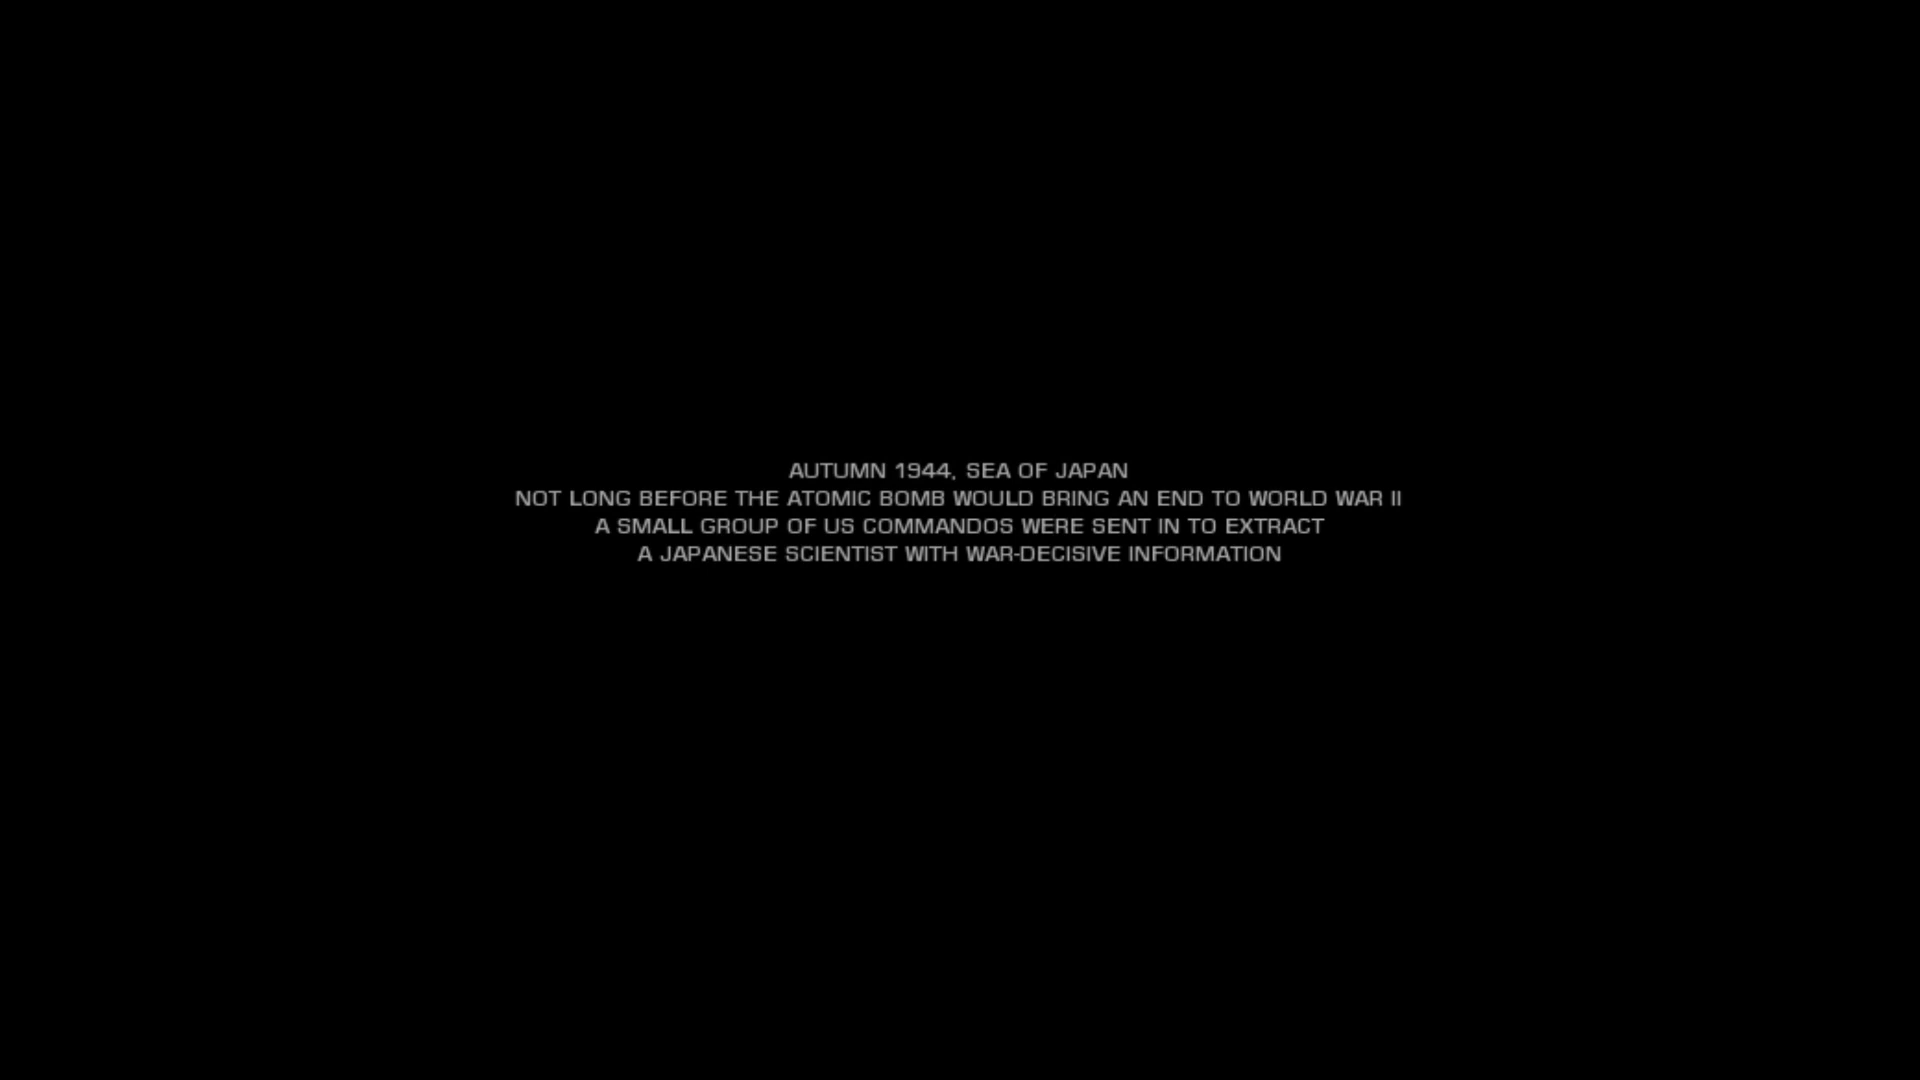 AUTUMN 1944, SEA OF JAPAN
NOT LONG BEFORE THE ATOMIC BOMB WOULD BRING AN END TO WORLD WAR II
A SMALL GROUP OF US COMMANDOS WERE SENT IN TO EXTRACT
A JAPANESE SCIENTIST WITH WAR-DECISIVE INFORMATION